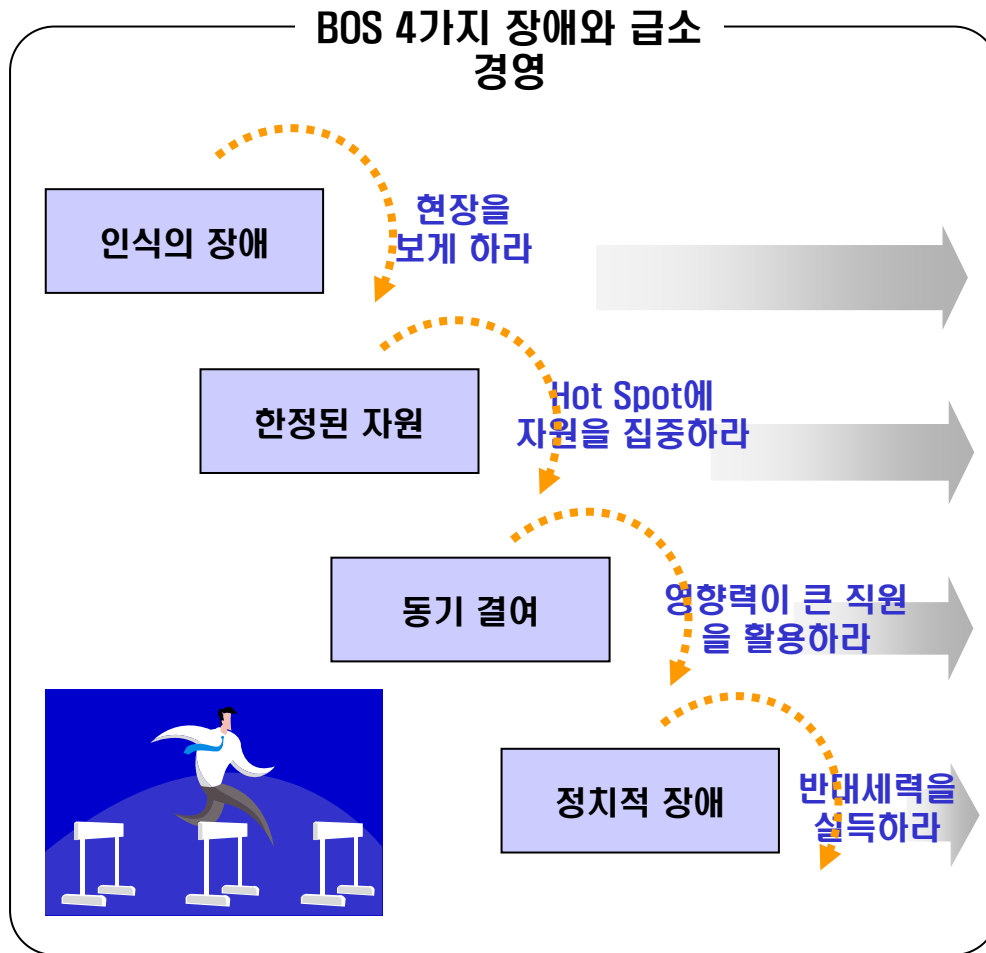 BOS 4가지 장애와 급소
경영
인식의 장애
현장을
보게 하라
한정된 자원
Hot Spot에
자원을 집중하라
동기 결여
영향력이 큰 직원
을 활용하라
정치적 장애
반대세력을
설득하라